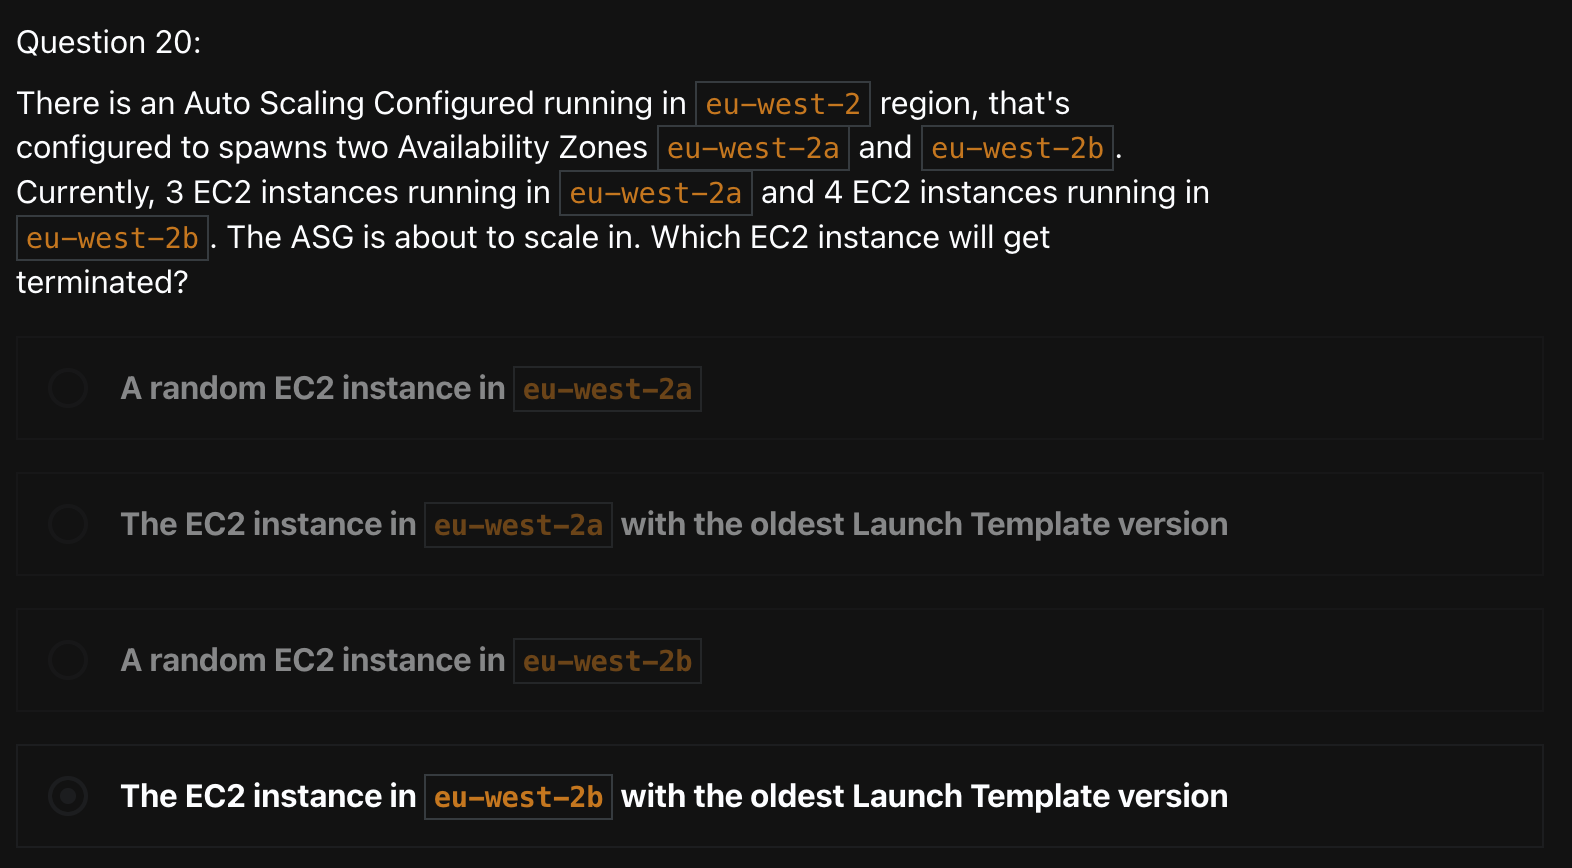 Question 20:
There is an Auto Scaling Configured running in eu-west-2 region, that's
configured to spawns two Availability Zones eu-west-2a and eu-west-2b.
Currently, 3 EC2 instances running in eu-west-2a and 4 EC2 instances running in
eu-west-2b. The ASG is about to scale in. Which EC2 instance will get
terminated?
A random EC2 instance in eu-west-2a
The EC2 instance in eu-west-2a with the oldest Launch Template version
A random EC2 instance in eu-west-2b
The EC2 instance in eu-west-2b with the oldest Launch Template version